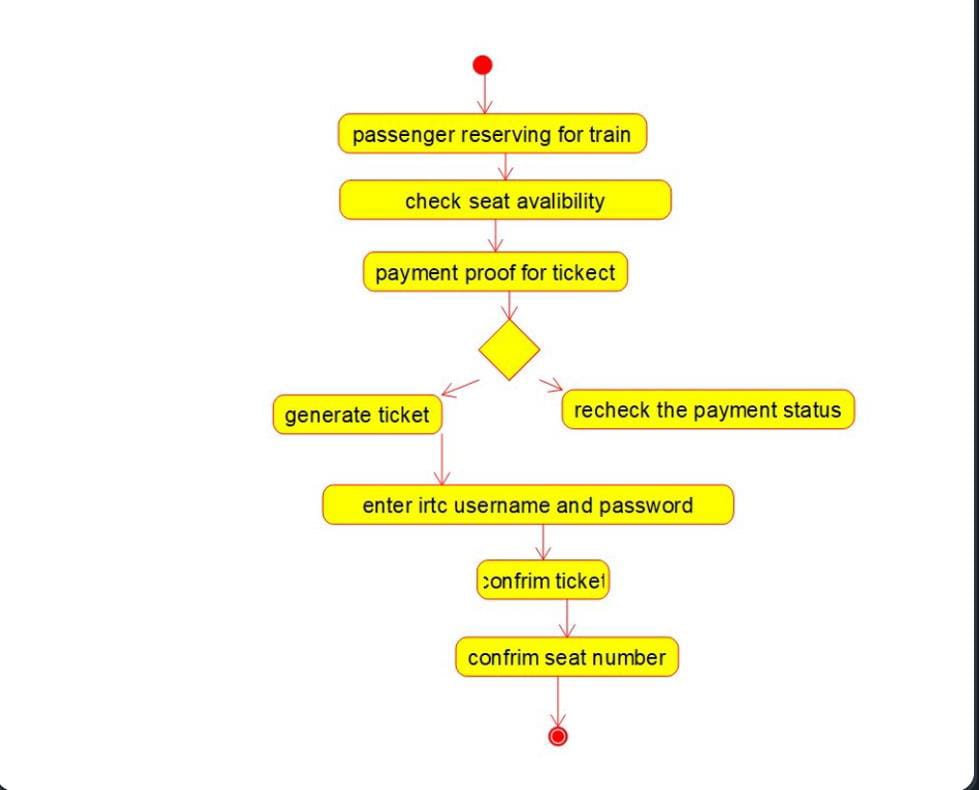 passenger reserving for train
check seat avalibility
payment proof for tickect
generate ticket
recheck the payment status
enter irtc username and password
confrim ticket
confrim seat number